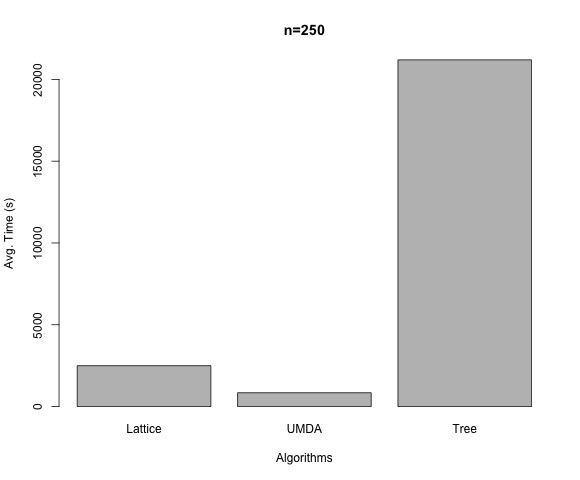 n=250
20000
15000
10000
5000
0
Avg. Time (s)
Lattice UMDA Tree
Algorithms